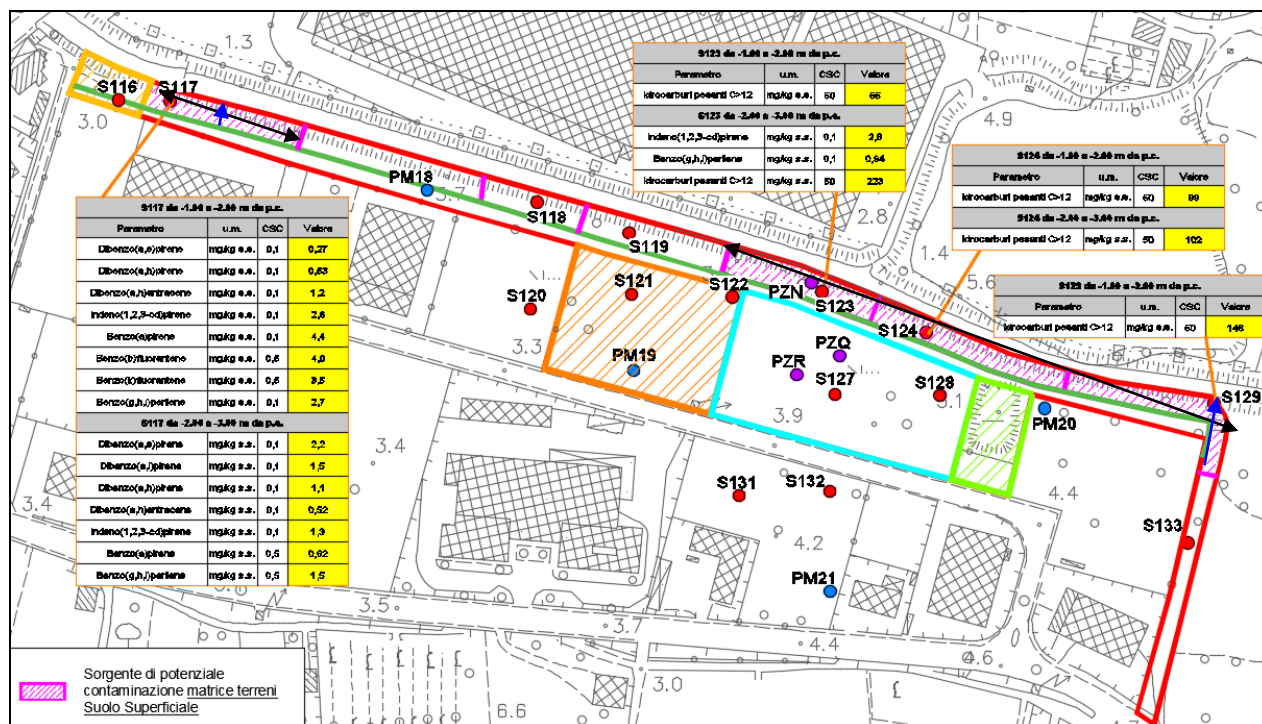 S116
S117
1.3
3.0
PM18
3.7
S118
S119
S120
S121
S122
PM19
3.3
PZN
S123
S124
PZQ
PZR
S127
S128
3.9
3.1
PM20
S129
S131
S132
S133
PM21
4.2
4.4
3.4
3.4
3.5
3.
4.4
4.6
3.0
6.6
4.9
2.8
1.4
5.6
S117 da -1.00 a -2.00 m da p.c.
Parametro u.m. CSC Valore
Dibenzo(a,e)pirene mg/kg s.s. 0,1 0,27
Dibenzo(a,h)pirene mg/kg s.s. 0,1 0,63
Dibenzo(a,h)antracene mg/kg s.s. 0,1 1,2
Indeno(1,2,3-cd)pirene mg/kg s.s. 0,1 2,6
Benzo(a)pirene mg/kg s.s. 0,1 4,4
Benzo(b)fluorantene mg/kg s.s. 0,5 4,0
Benzo(k)fluorantene mg/kg s.s. 0,5 3,5
Benzo(g,h,i)perilene mg/kg s.s. 0,1 2,7
S117 da -2.00 a -3.00 m da p.c.
Dibenzo(a,e)pirene mg/kg s.s. 0,1 2,2
Dibenzo(a,l)pirene mg/kg s.s. 0,1 1,5
Dibenzo(a,h)pirene mg/kg s.s. 0,1 1,1
Dibenzo(a,h)antracene mg/kg s.s. 0,1 0,52
Indeno(1,2,3-cd)pirene mg/kg s.s. 0,1 1,3
Benzo(a)pirene mg/kg s.s. 0,5 0,62
Benzo(g,h,i)perilene mg/kg s.s. 0,5 1,5
S123 da -1.00 a -2.00 m da p.c.
Parametro u.m. CSC Valore
Idrocarburi pesanti C>12 mg/kg s.s. 50
S123 da -2.00 a -3.00 m da p.c.
Indeno(1,2,3-cd)pirene mg/kg s.s. 0,1 2,8
Benzo(g,h,i)perilene mg/kg s.s. 0,1 0,84
Idrocarburi pesanti C>12 mg/kg s.s. 50 233
da -1.00 a -2.00 m da p.c.
Parametro u.m. CSC Valore
Idrocarburi pesanti C>12 mg/kg s.s. 50
da -2.00 a -3.00 m da p.c.
Idrocarburi pesanti C>12 mg/kg s.s. 50 102
S129 da -1.00 a -2.00 m da p.c.
Parametro u.m. CSC Valore
Idrocarburi pesanti C>12 mg/kg s.s. 50 146
Sorgente di potenziale
contaminazione matrice terreni
Suolo Superficiale